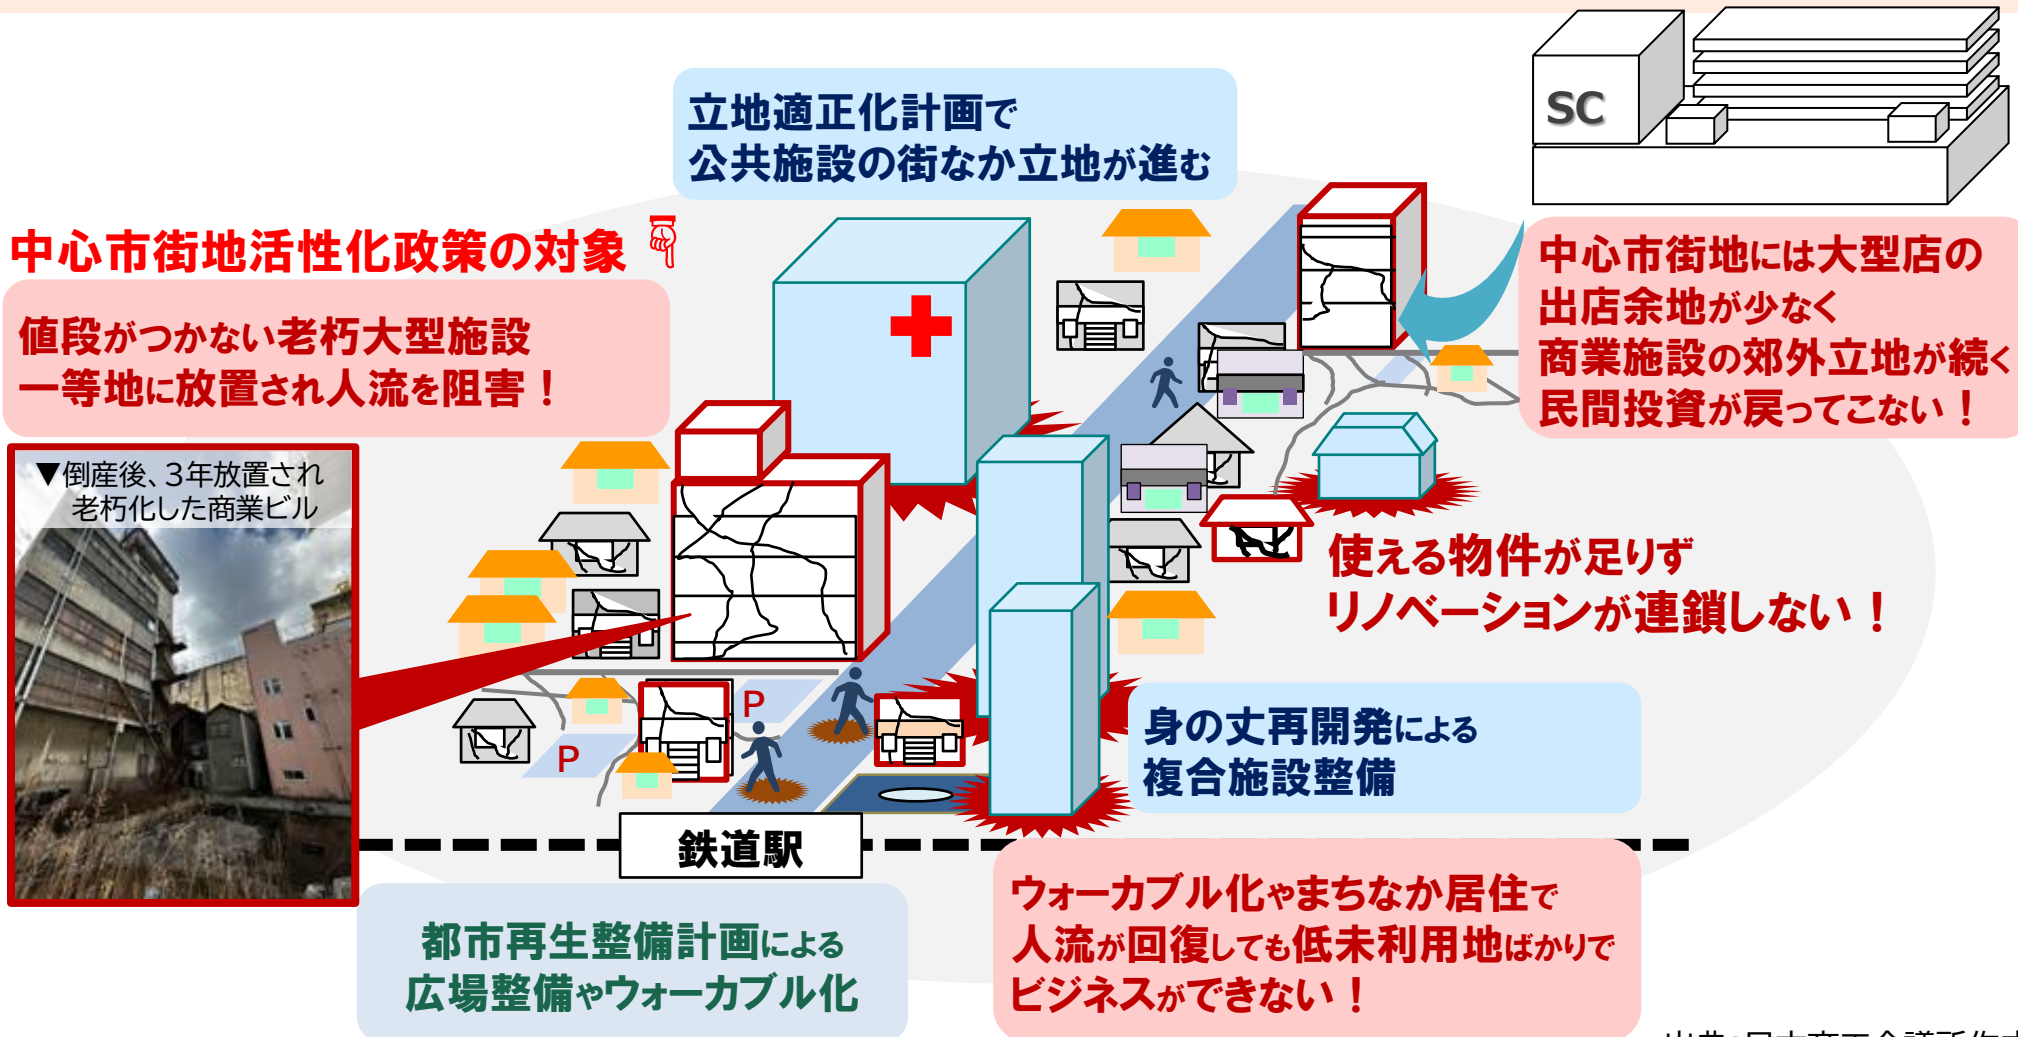 SC
立地適正化計画で
公共施設の街なか立地が進む
中心市街地活性化政策の対象
値段がつかない老朽大型施設
一等地に放置され人流を阻害！
中心市街地には大型店の
出店余地が少なく
商業施設の郊外立地が続く
民間投資が戻ってこない！
▼倒産後、3年放置され
老朽化した商業ビル
使える物件が足りず
リノベーションが連鎖しない！
P
P
身の丈再開発による
複合施設整備
鉄道駅
都市再生整備計画による
広場整備やウォーカブル化
ウォーカブル化やまちなか居住で
人流が回復しても低未利用地ばかりで
ビジネスができない！